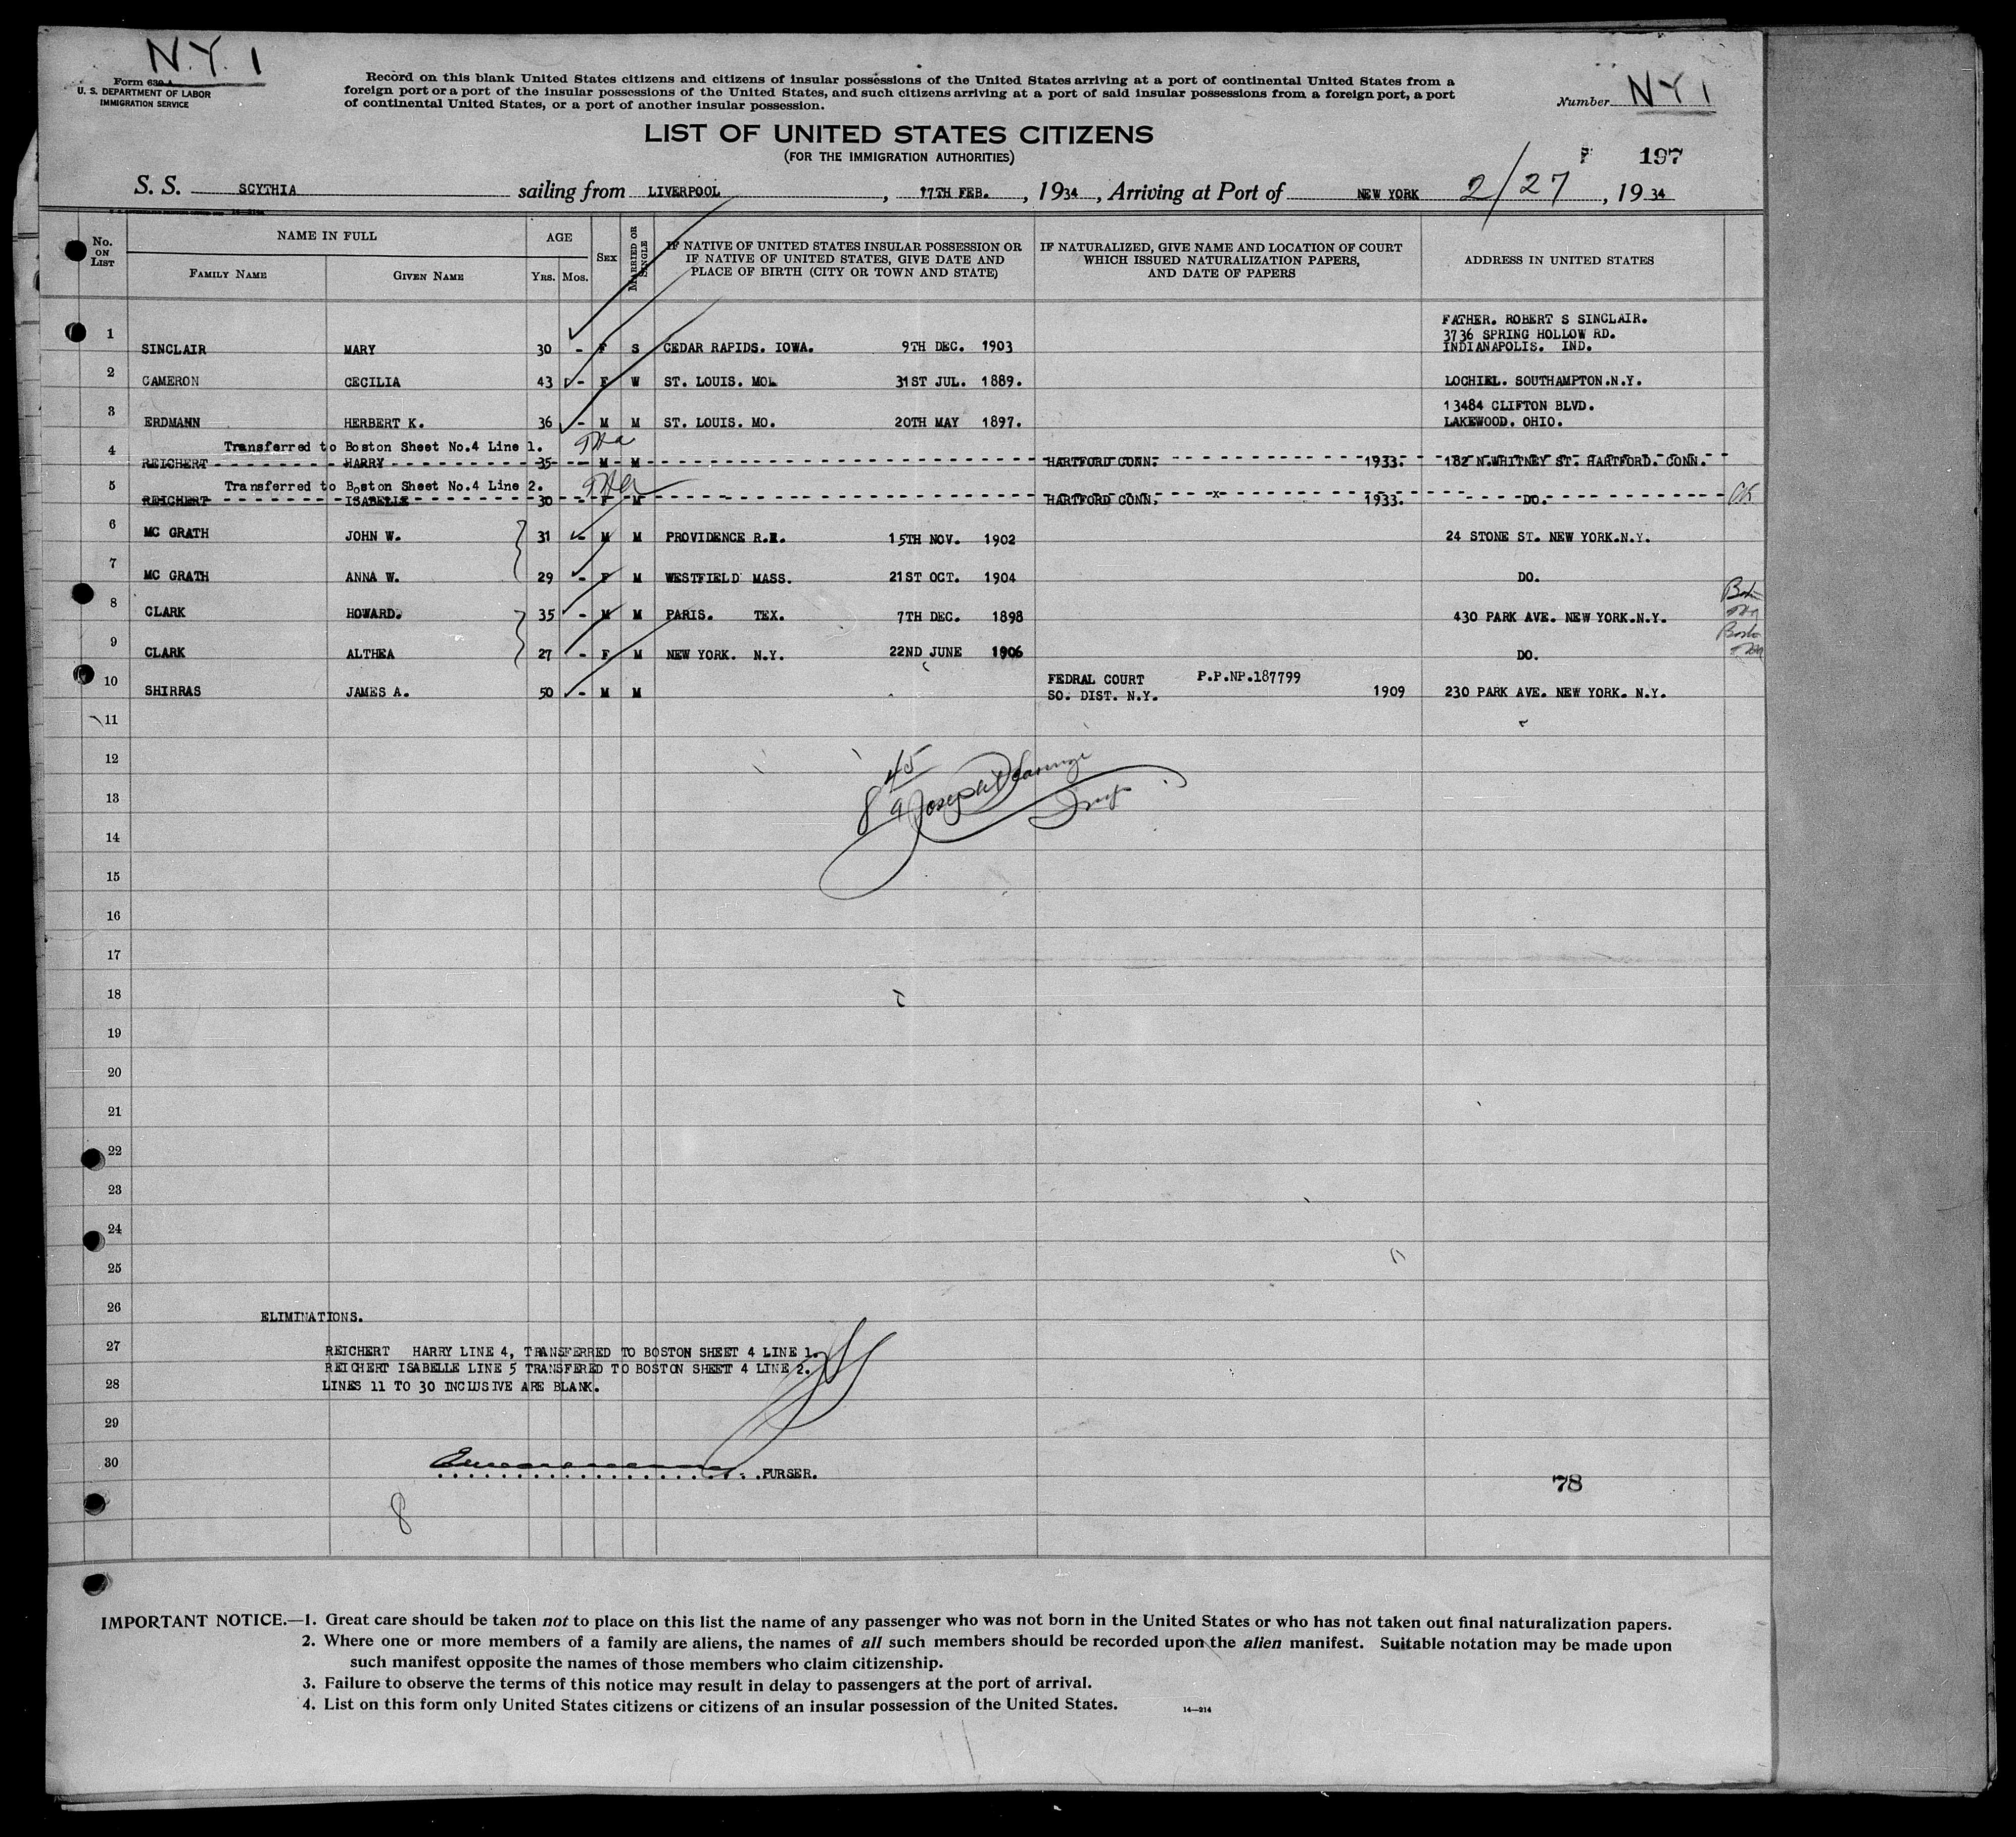 N.Y. 1
Form 630 A
U. S. DEPARTMENT OF LABOR
IMMIGRATION SERVICE
Record on this blank United States citizens and citizens of insular possessions of the United States arriving at a port of continental United States from a
foreign port or a port of the insular possessions of the United States, and such citizens arriving at a port of said insular possessions from a foreign port, a port
of continental United States, or a port of another insular possession.
Number NY 1
LIST OF UNITED STATES CITIZENS
(FOR THE IMMIGRATION AUTHORITIES)
197
S. S. SCYTHIA sailing from LIVERPOOL, 17TH FEB., 1934, Arriving at Port of NEW YORK 2/27, 1934
No. ON LIST NAME IN FULL AGE SEX MARRIED OR SINGLE IF NATIVE OF UNITED STATES INSULAR POSSESSION OR IF NATIVE OF UNITED STATES, GIVE DATE AND PLACE OF BIRTH (CITY OR TOWN AND STATE) IF NATURALIZED, GIVE NAME AND LOCATION OF COURT WHICH ISSUED NATURALIZATION PAPERS, AND DATE OF PAPERS ADDRESS IN UNITED STATES
FAMILY NAME GIVEN NAME YRS. MOS.
FATHER. ROBERT S SINCLAIR.
3736 SPRING HOLLOW RD.
1 SINCLAIR MARY 30 - F S CEDAR RAPIDS. IOWA. 9TH DEC. 1903 INDIANAPOLIS. IND.
2 CAMERON CECILIA 43 - F W ST. LOUIS. MO. 31ST JUL. 1889. LOCHIEL. SOUTHAMPTON.N.Y.
13484 CLIFTON BLVD.
3 ERDMANN HERBERT K. 36 - M M ST. LOUIS. MO. 20TH MAY 1897. LAKEWOOD. OHIO.
Transferred to Boston Sheet No.4 Line 1.
4 REICHERT HARRY 35 - M M HARTFORD CONN. 1933. 182 N.WHITNEY ST. HARTFORD. CONN.
Transferred to Boston Sheet No.4 Line 2.
5 REICHERT ISABELLE 30 - F M HARTFORD CONN. x 1933. DO. OK
6 MC GRATH JOHN W. 31 - M M PROVIDENCE R.I. 15TH NOV. 1902 24 STONE ST. NEW YORK.N.Y.
7 MC GRATH ANNA W. 29 - F M WESTFIELD MASS. 21ST OCT. 1904 DO.
8 CLARK HOWARD. 35 - M M PARIS. TEX. 7TH DEC. 1898 430 PARK AVE. NEW YORK.N.Y.
9 CLARK ALTHEA 27 - F M NEW YORK. N.Y. 22ND JUNE 1906 DO.
FEDRAL COURT P.P.NP.187799
10 SHIRRAS JAMES A. 50 - M M SO. DIST. N.Y. 1909 230 PARK AVE. NEW YORK. N.Y.
11
12
45
13
8 9 Joseph
14
15
16
17
18
19
20
21
22
23
24
25
26
ELIMINATIONS.
27
REICHERT HARRY LINE 4, TRANSFERRED TO BOSTON SHEET 4 LINE 1.
REICHERT ISABELLE LINE 5 TRANSFERED TO BOSTON SHEET 4 LINE 2.
28 LINES 11 TO 30 INCLUSIVE ARE BLANK.
29
30
PURSER.
78
8
IMPORTANT NOTICE.—1. Great care should be taken not to place on this list the name of any passenger who was not born in the United States or who has not taken out final naturalization papers.
2. Where one or more members of a family are aliens, the names of all such members should be recorded upon the alien manifest. Suitable notation may be made upon
such manifest opposite the names of those members who claim citizenship.
3. Failure to observe the terms of this notice may result in delay to passengers at the port of arrival.
4. List on this form only United States citizens or citizens of an insular possession of the United States.
14—214